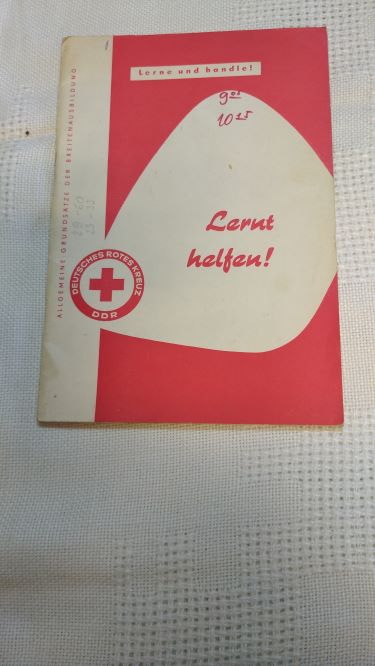 Lerne und handle!
9⁰⁵
10²⁵
Lernt
helfen!
ALLGEMEINE GRUNDSÄTZE DER BREITENAUSBILDUNG
DEUTSCHES ROTES KREUZ
DDR